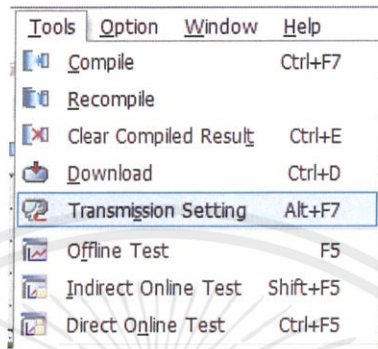 Tools Option Window Help
Compile Ctrl+F7
Recompile
Clear Compiled Result Ctrl+E
Download Ctrl+D
Transmission Setting Alt+F7
Offline Test F5
Indirect Online Test Shift+F5
Direct Online Test Ctrl+F5